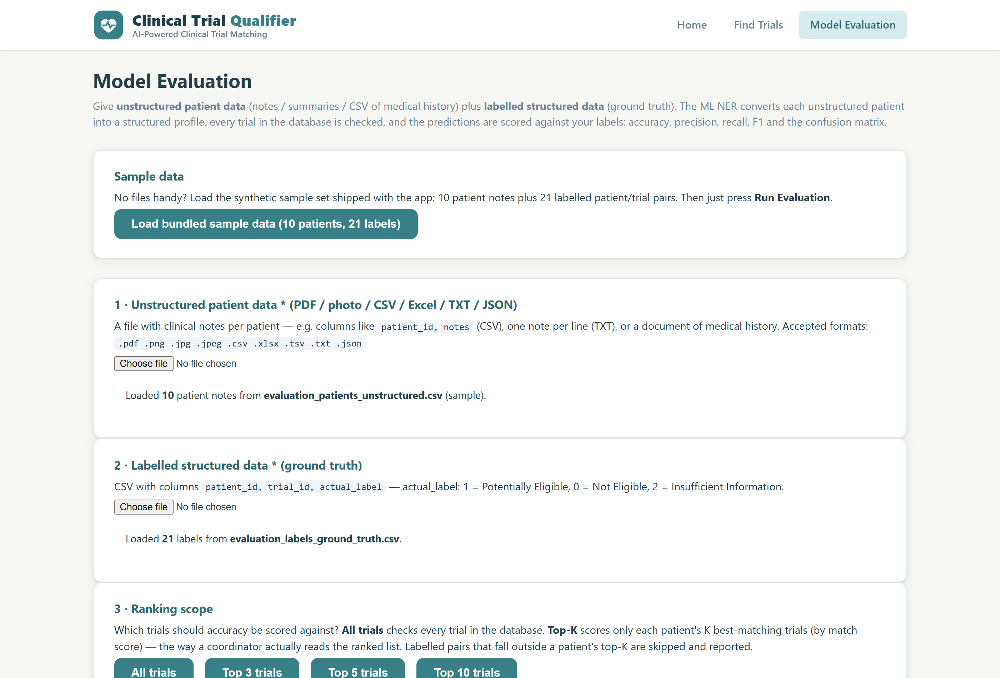 Clinical Trial Qualifier
AI-Powered Clinical Trial Matching
Home
Find Trials
Model Evaluation
Model Evaluation
Give unstructured patient data (notes / summaries / CSV of medical history) plus labelled structured data (ground truth). The ML NER converts each unstructured patient
into a structured profile, every trial in the database is checked, and the predictions are scored against your labels: accuracy, precision, recall, F1 and the confusion matrix.
Sample data
No files handy? Load the synthetic sample set shipped with the app: 10 patient notes plus 21 labelled patient/trial pairs. Then just press Run Evaluation.
Load bundled sample data (10 patients, 21 labels)
1 · Unstructured patient data * (PDF / photo / CSV / Excel / TXT / JSON)
A file with clinical notes per patient — e.g. columns like patient_id, notes (CSV), one note per line (TXT), or a document of medical history. Accepted formats:
.pdf .png .jpg .jpeg .csv .xlsx .tsv .txt .json
Choose file No file chosen
Loaded 10 patient notes from evaluation_patients_unstructured.csv (sample).
2 · Labelled structured data * (ground truth)
CSV with columns patient_id, trial_id, actual_label — actual_label: 1 = Potentially Eligible, 0 = Not Eligible, 2 = Insufficient Information.
Choose file No file chosen
Loaded 21 labels from evaluation_labels_ground_truth.csv.
3 · Ranking scope
Which trials should accuracy be scored against? All trials checks every trial in the database. Top-K scores only each patient's K best-matching trials (by match
score) — the way a coordinator actually reads the ranked list. Labelled pairs that fall outside a patient's top-K are skipped and reported.
All trials
Top 3 trials
Top 5 trials
Top 10 trials